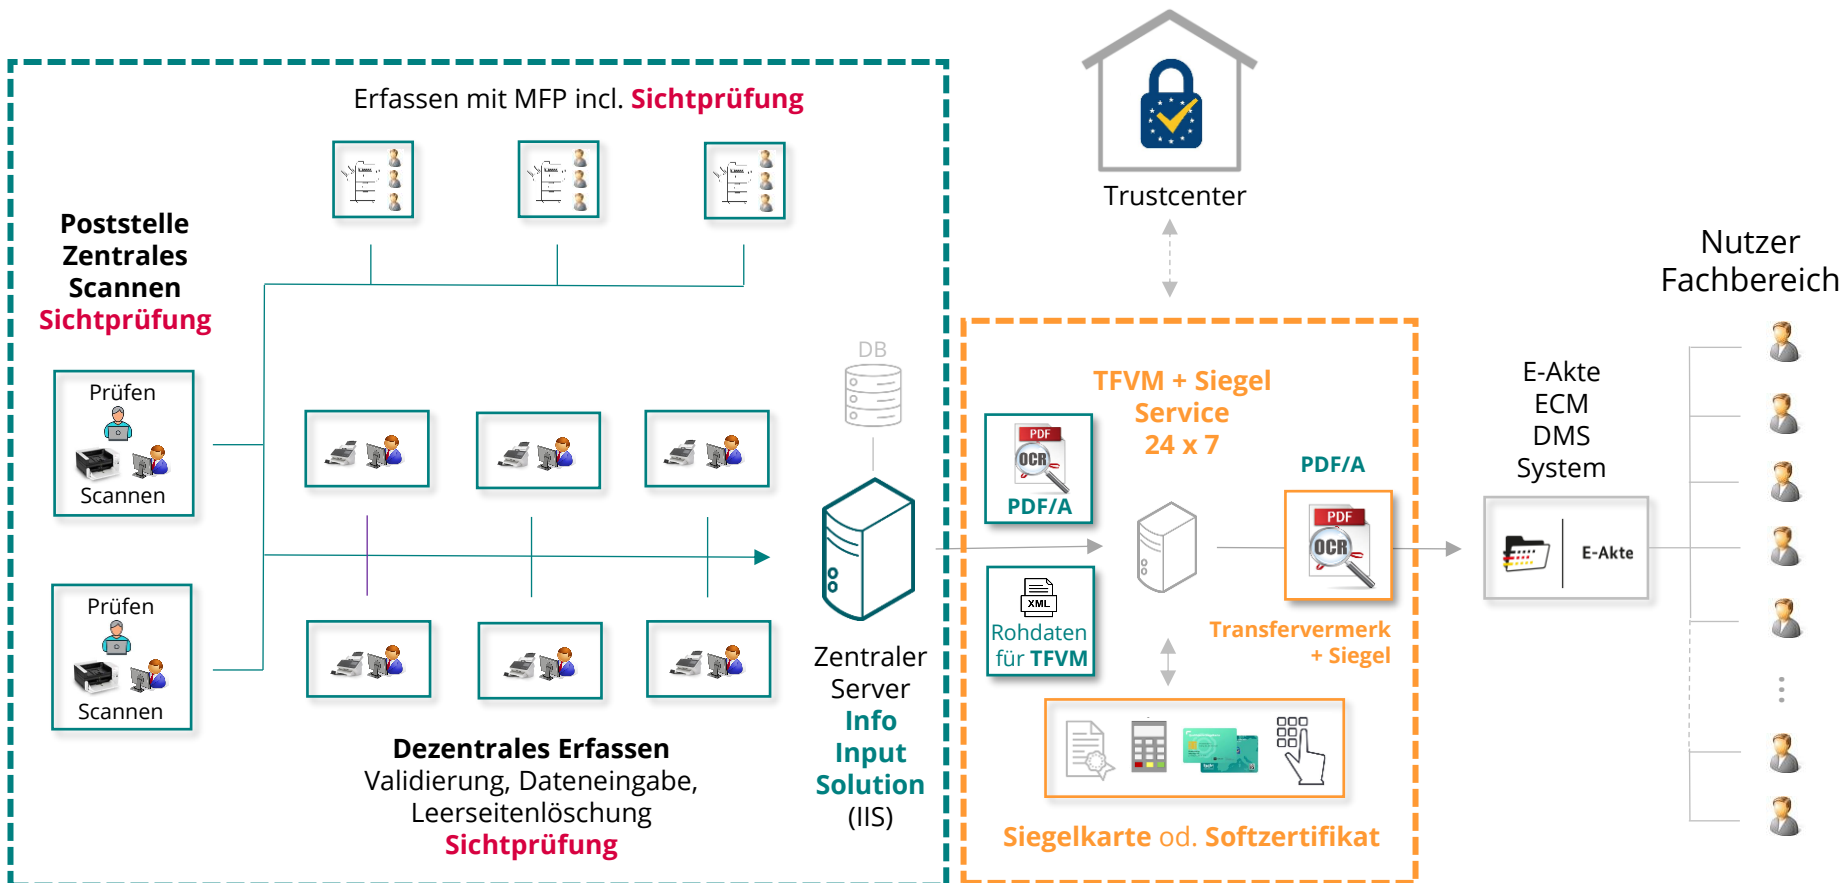 Erfassen mit MFP incl. Sichtprüfung
Poststelle
Zentrales
Scannen
Sichtprüfung
Prüfen
Scannen
Prüfen
Scannen
Dezentrales Erfassen
Validierung, Dateneingabe,
Leerseitenlöschung
Sichtprüfung
DB
Zentraler
Server
Info
Input
Solution
(IIS)
Trustcenter
TFVM + Siegel
Service
24 x 7
PDF
OCR
PDF/A
XML
Rohdaten
für TFVM
PDF/A
PDF
OCR
Transfervermerk
+ Siegel
Siegelkarte od. Softzertifikat
E-Akte
ECM
DMS
System
E-Akte
Nutzer
Fachbereich